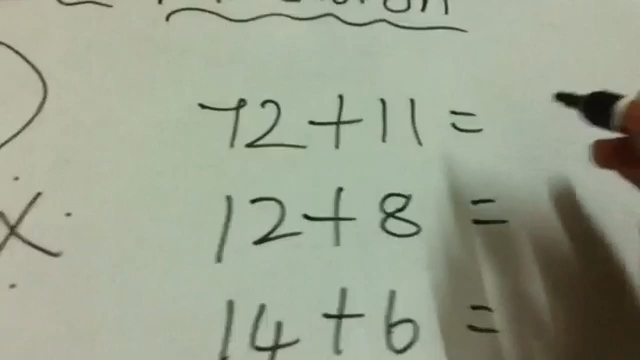 72+11=
12+8=
14+6=